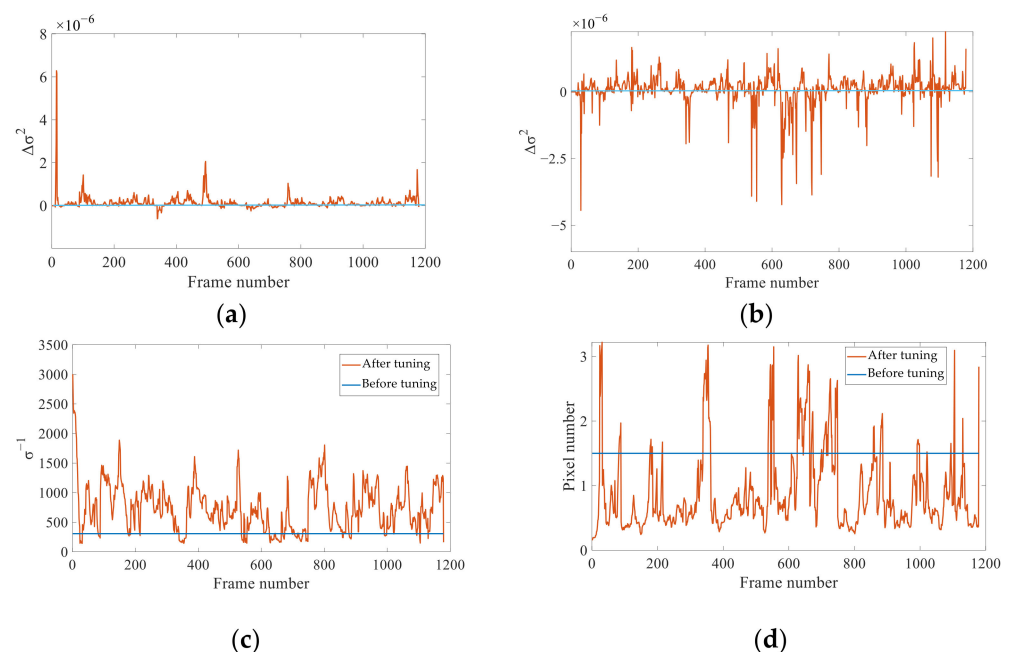 ×10−6
8
6
4
2
0
Δσ2
0 200 400 600 800 1000 1200
Frame number
(a)
×10−6
0
−2.5
−5
Δσ2
0 200 400 600 800 1000 1200
Frame number
(b)
3500
3000
2500
2000
1500
1000
500
0
σ−1
After tuning
Before tuning
0 200 400 600 800 1000 1200
Frame number
(c)
3
2
1
0
Pixel number
After tuning
Before tuning
0 200 400 600 800 1000 1200
Frame number
(d)